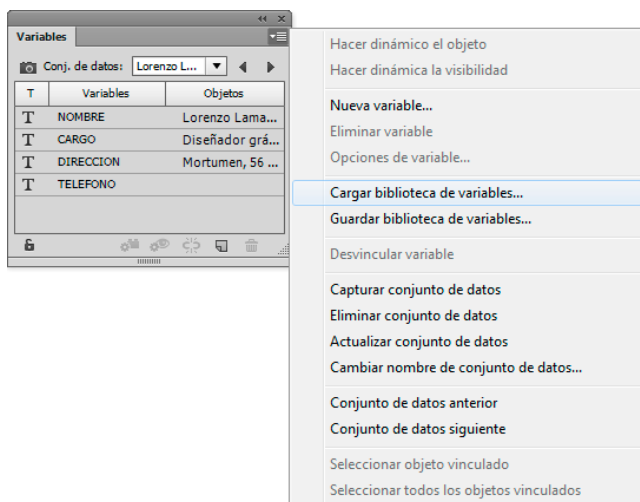 Variables
Conj. de datos: Lorenzo L...
T Variables Objetos
T NOMBRE Lorenzo Lama...
T CARGO Diseñador grá...
T DIRECCION Mortumen, 56 ...
T TELEFONO
Hacer dinámico el objeto
Hacer dinámica la visibilidad
Nueva variable...
Eliminar variable
Opciones de variable...
Cargar biblioteca de variables...
Guardar biblioteca de variables...
Desvincular variable
Capturar conjunto de datos
Eliminar conjunto de datos
Actualizar conjunto de datos
Cambiar nombre de conjunto de datos...
Conjunto de datos anterior
Conjunto de datos siguiente
Seleccionar objeto vinculado
Seleccionar todos los objetos vinculados